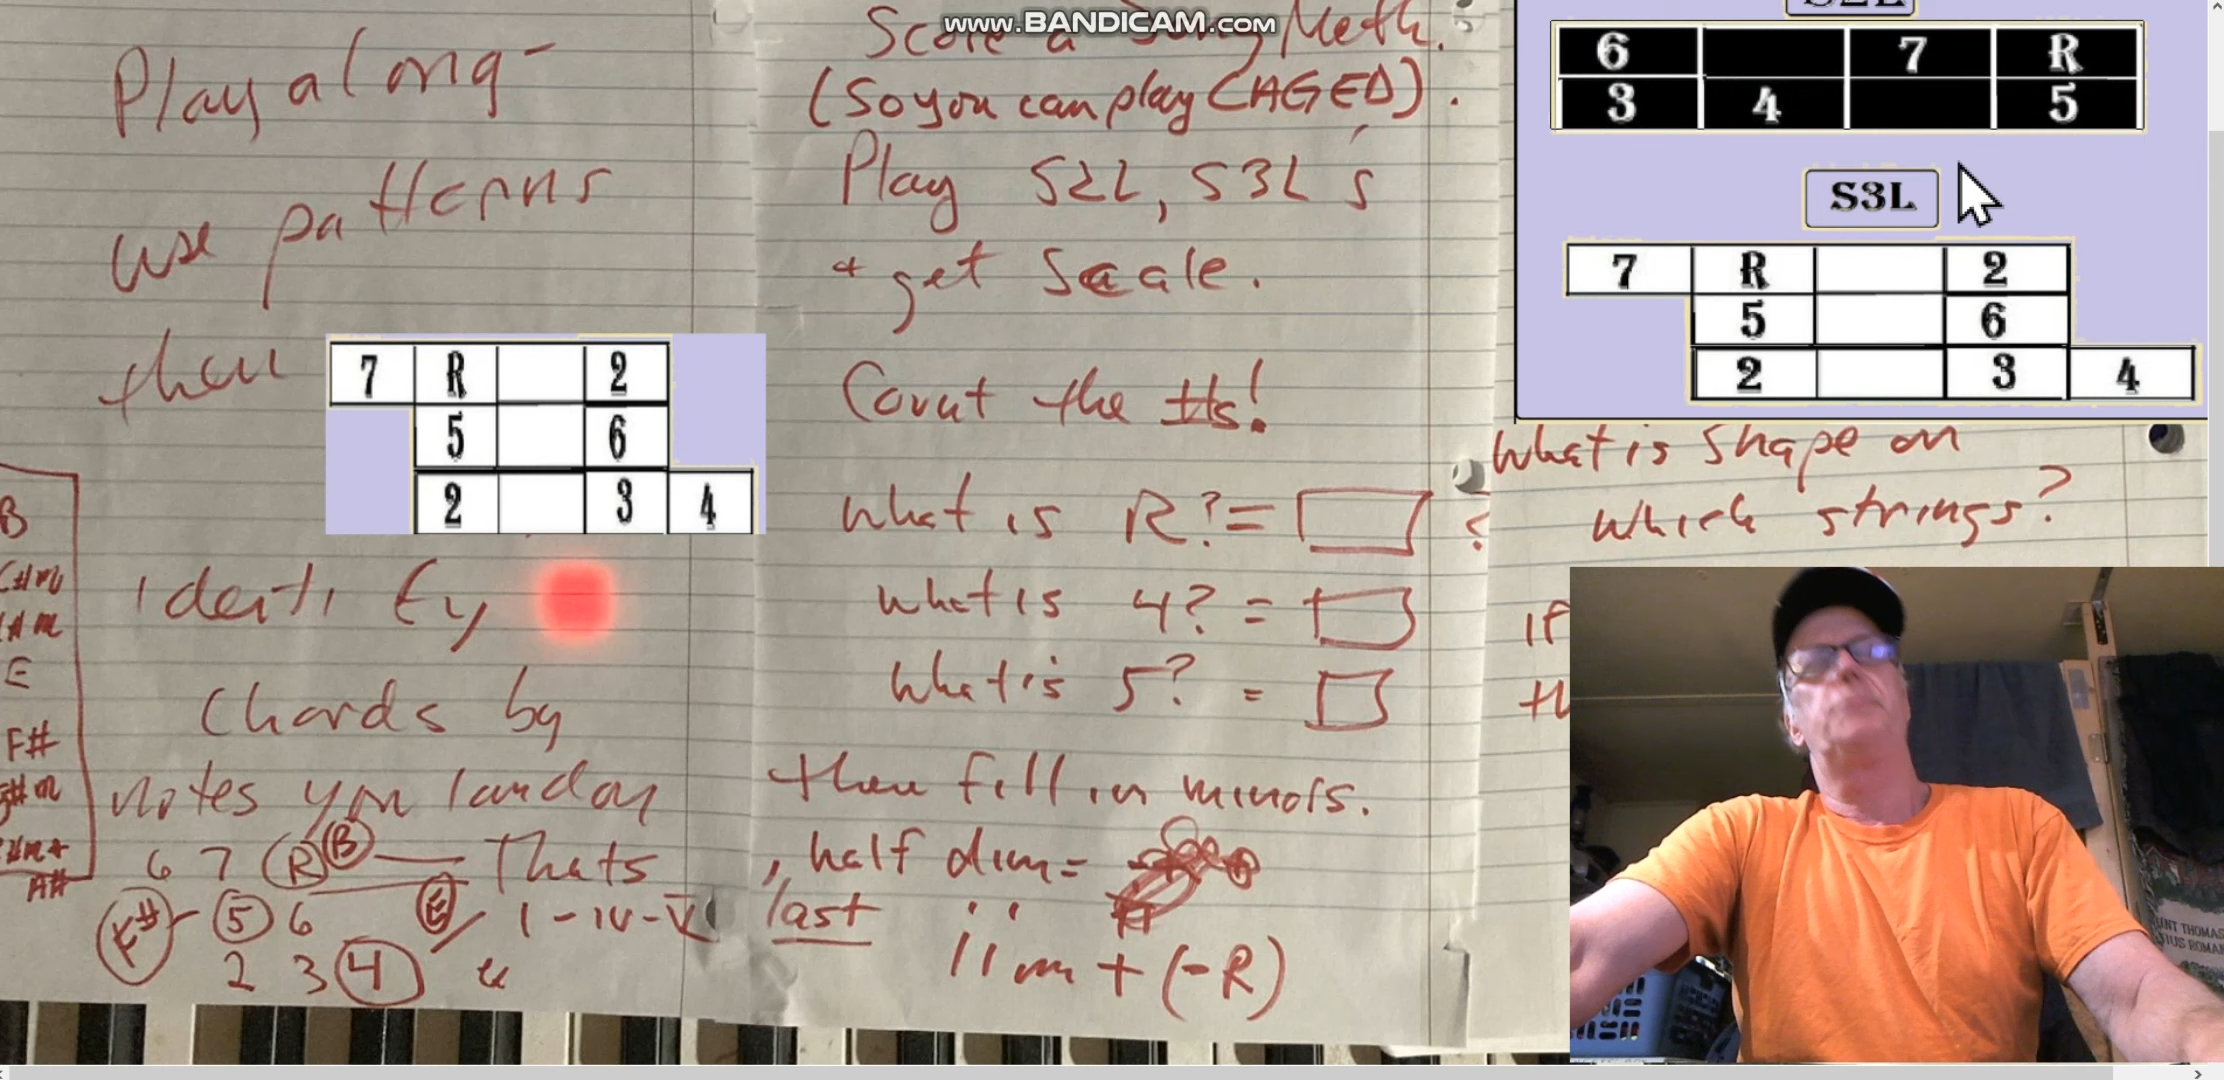 www.BANDICAM.com
Play along-
use patterns
then
7 R 2
5 6
2 3 4
Identify
Chords by
notes you land on
6 7 R B Thats
F# 5 6 E I-IV-V
2 3 4
B
C#m
E
F#
G#m
A#
Score a Song Meth.
(So you can play CAGED).
Play S2L, S3L's
+ get Scale.
Count the #s!
What is R? = ?
what is 4? =
what is 5? =
then fill in minors.
, half dim =
last iim + (-R)
S2L
6 7 R
3 4 5
S3L
7 R 2
5 6
2 3 4
What is shape on
which strings?
If